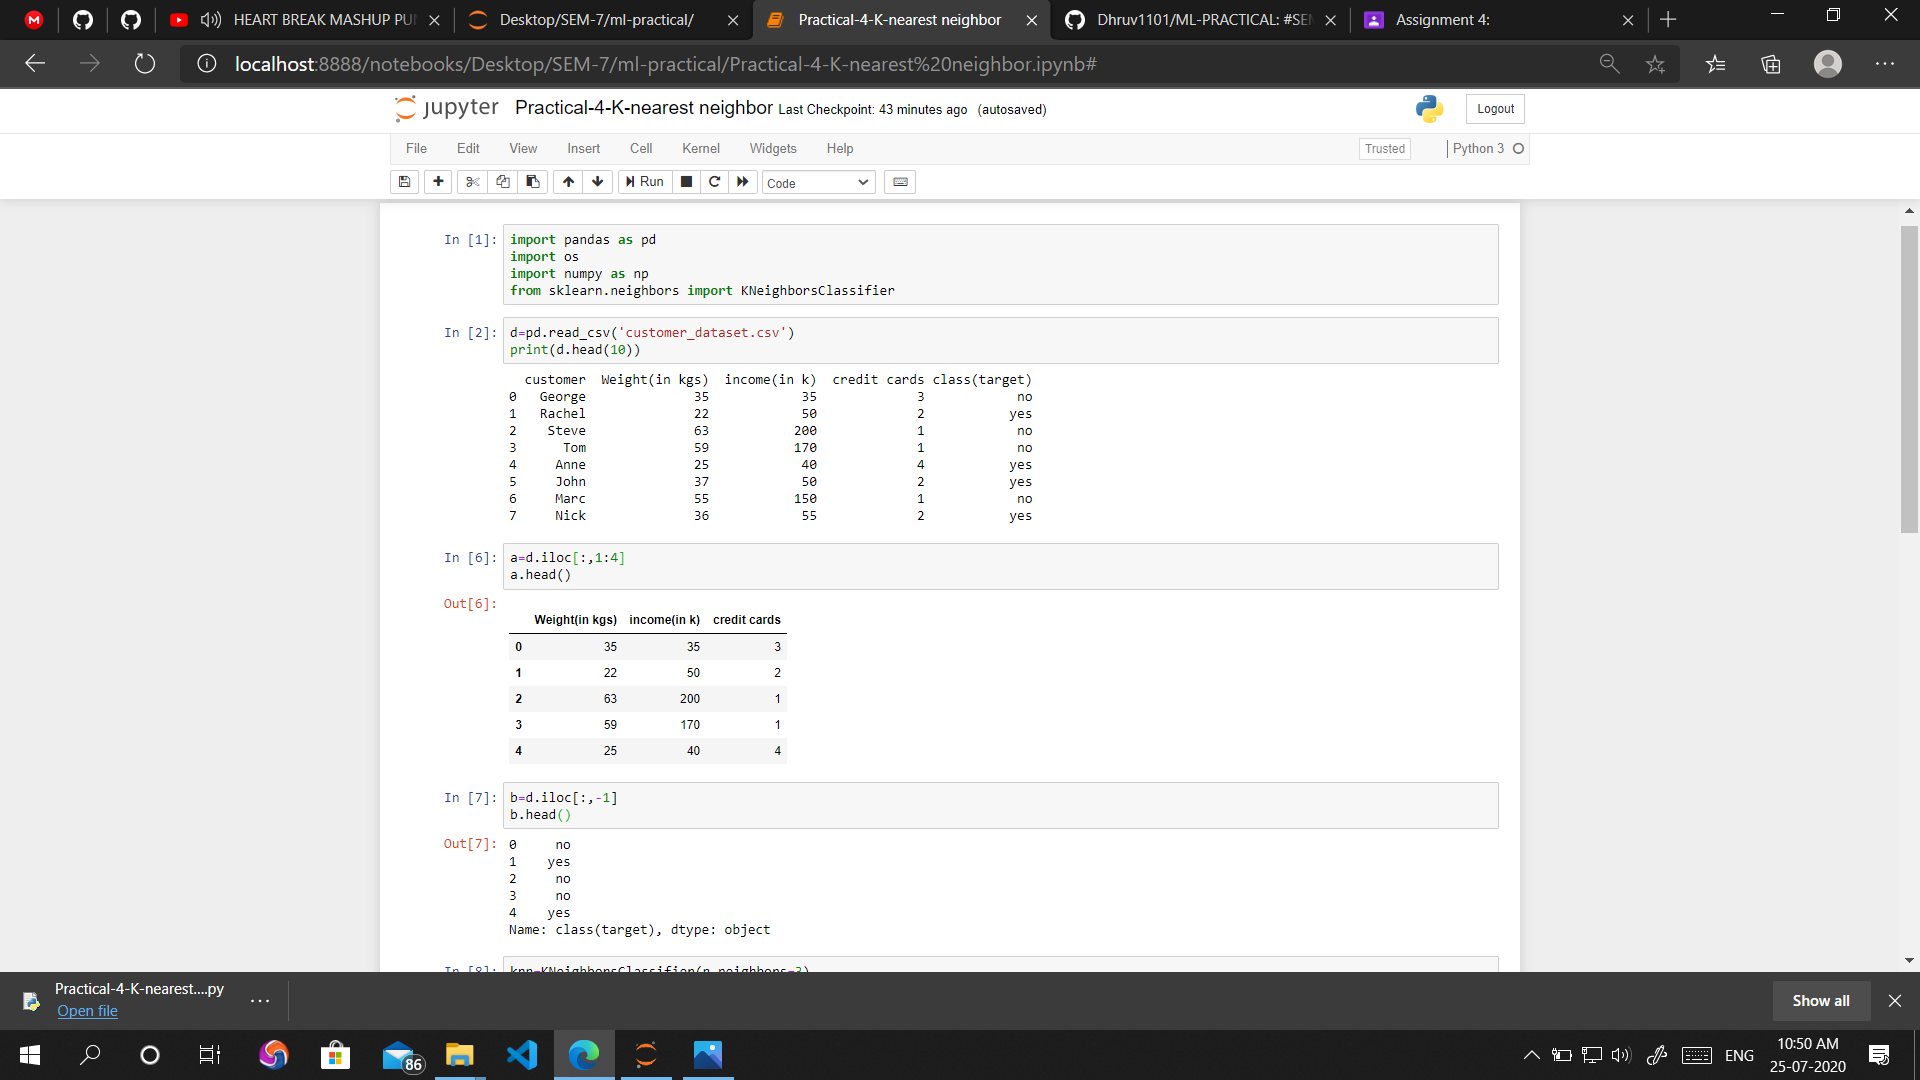 HEART BREAK MASHUP PU
Desktop/SEM-7/ml-practical/
Practical-4-K-nearest neighbor
Dhruv1101/ML-PRACTICAL: #SEM
Assignment 4:
localhost:8888/notebooks/Desktop/SEM-7/ml-practical/Practical-4-K-nearest%20neighbor.ipynb#
jupyter Practical-4-K-nearest neighbor Last Checkpoint: 43 minutes ago (autosaved)
Logout
File Edit View Insert Cell Kernel Widgets Help
Trusted
Python 3
Run
Code
In [1]: import pandas as pd
import os
import numpy as np
from sklearn.neighbors import KNeighborsClassifier
In [2]: d=pd.read_csv('customer_dataset.csv')
print(d.head(10))
customer Weight(in kgs) income(in k) credit cards class(target)
0 George 35 35 3 no
1 Rachel 22 50 2 yes
2 Steve 63 200 1 no
3 Tom 59 170 1 no
4 Anne 25 40 4 yes
5 John 37 50 2 yes
6 Marc 55 150 1 no
7 Nick 36 55 2 yes
In [6]: a=d.iloc[:,1:4]
a.head()
Out[6]:
Weight(in kgs) income(in k) credit cards
0 35 35 3
1 22 50 2
2 63 200 1
3 59 170 1
4 25 40 4
In [7]: b=d.iloc[:,-1]
b.head()
Out[7]: 0 no
1 yes
2 no
3 no
4 yes
Name: class(target), dtype: object
In [8]: knn=KNeighborsClassifier(n_neighbors=3)
Practical-4-K-nearest....py
Open file
Show all
86
ENG
10:50 AM
25-07-2020